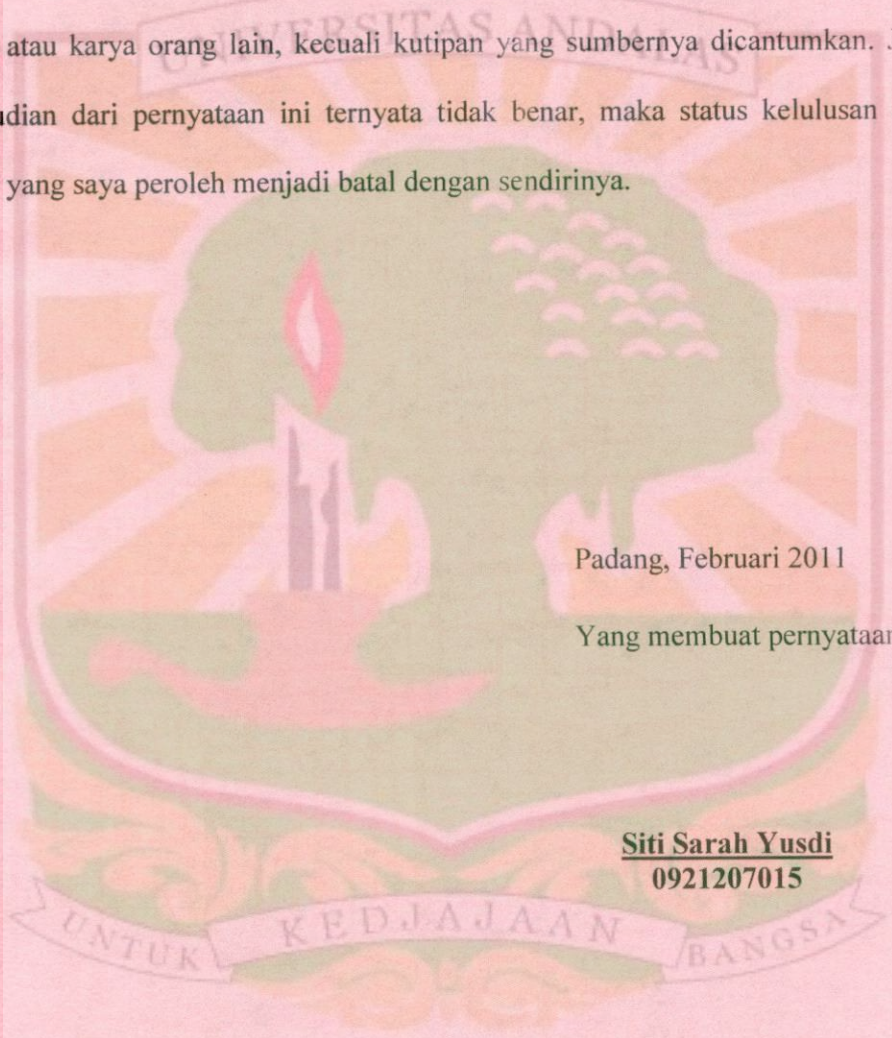 UNIVERSITAS ANDALAS
atau karya orang lain, kecuali kutipan yang sumbernya dicantumkan.
dian dari pernyataan ini ternyata tidak benar, maka status kelulusan
yang saya peroleh menjadi batal dengan sendirinya.
Padang, Februari 2011
Yang membuat pernyataan
Siti Sarah Yusdi
0921207015
UNTUK KEDJAJAAN BANGSA